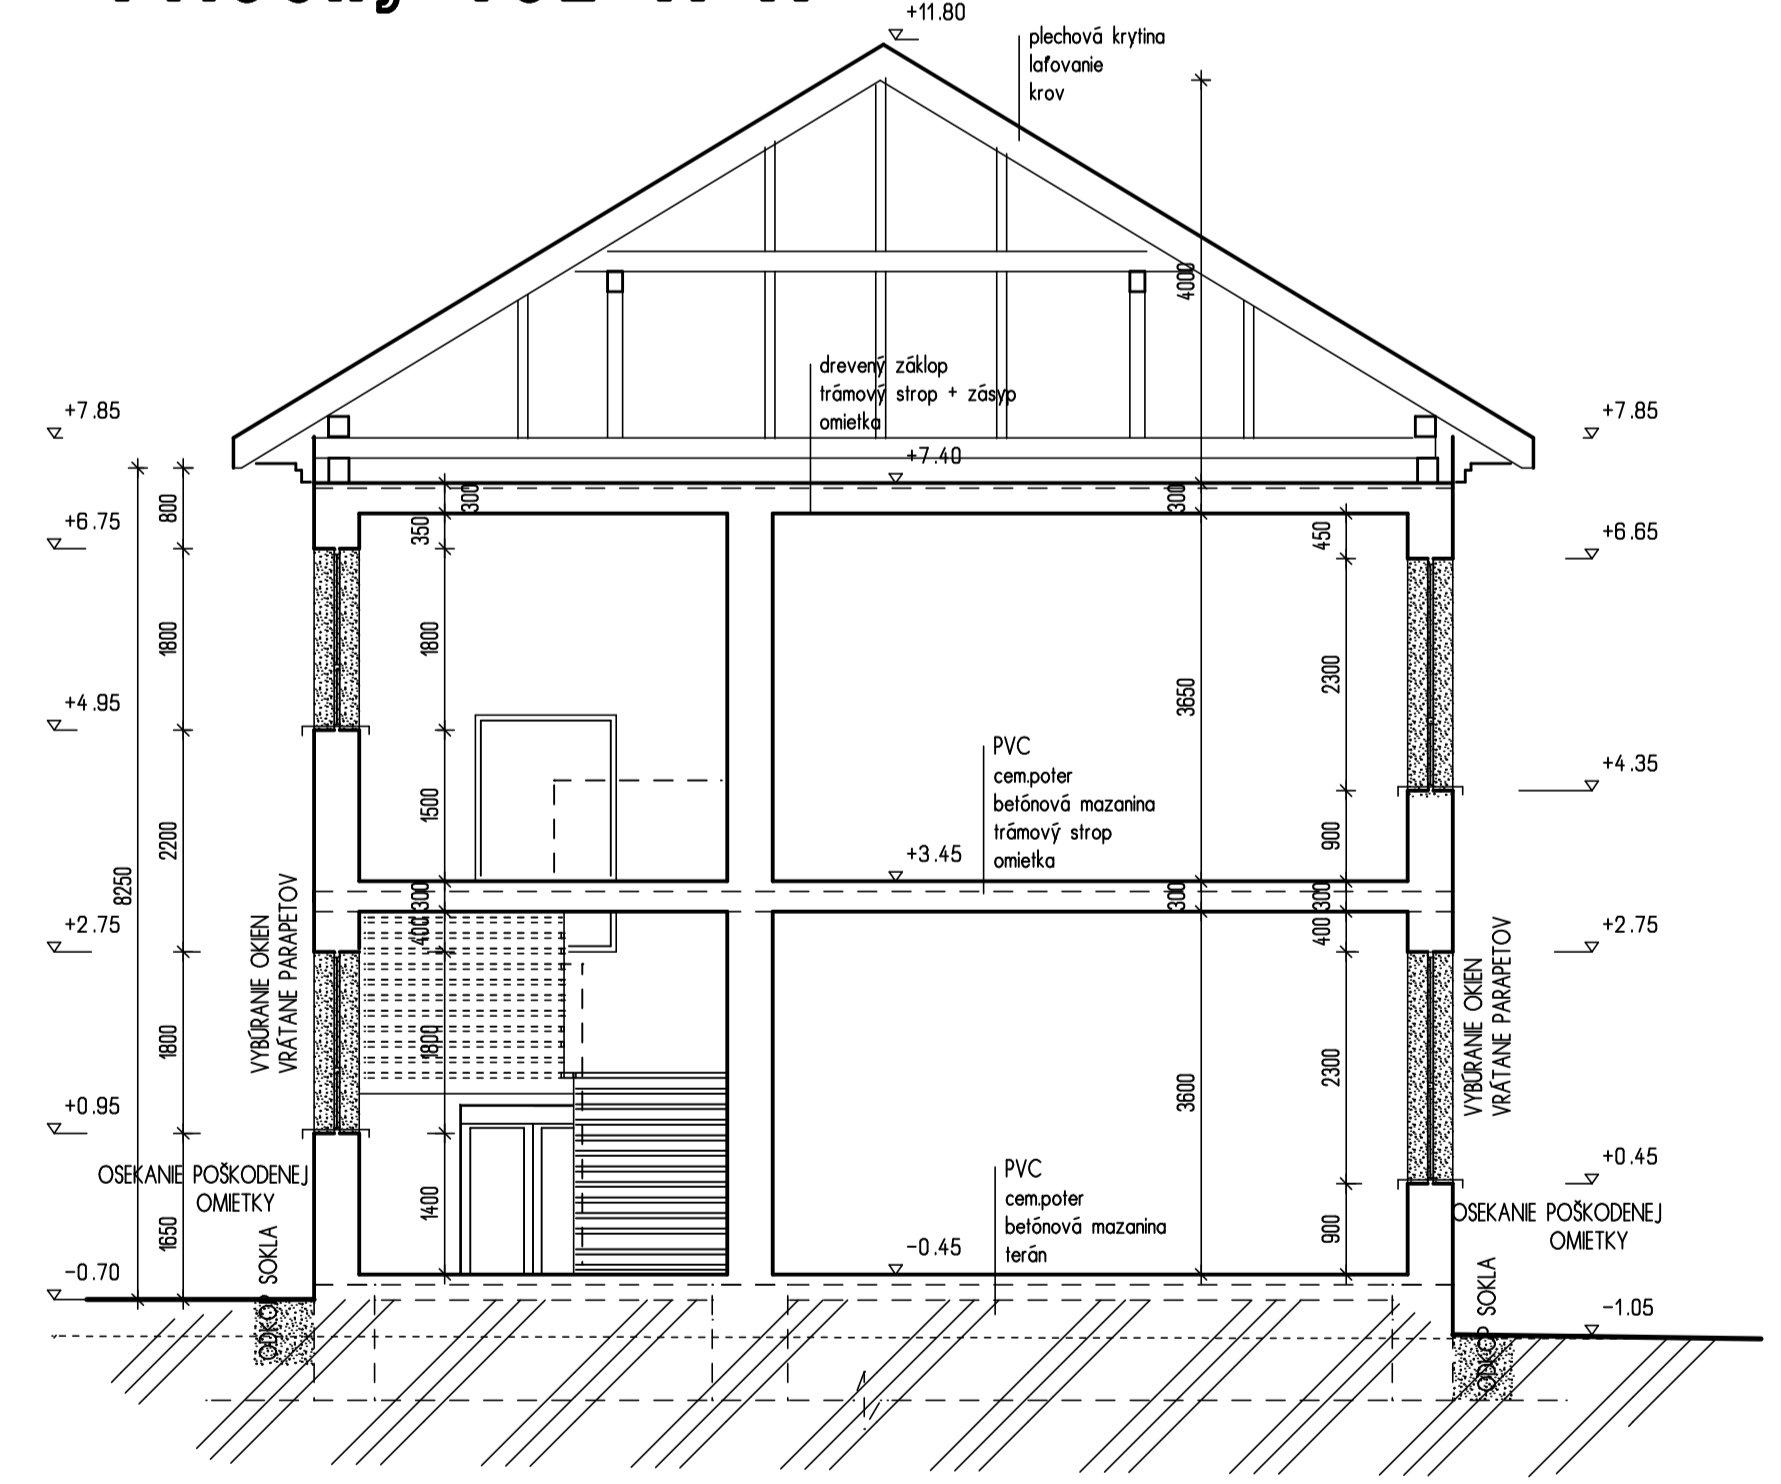 +11.80
plechová krytina
laťovanie
krov
4000
drevený záklop
trámový strop + zásyp
omietka
+7.85
+7.85
+7.40
800
300
300
+6.75
350
450
+6.65
1800
1800
2300
3650
+4.95
+4.35
PVC
cem.poter
betónová mazanina
trámový strop
omietka
1500
2200
900
+3.45
8250
300
300
300
+2.75
400
400
+2.75
VYBÚRANIE OKIEN
VRÁTANE PARAPETOV
VYBÚRANIE OKIEN
VRÁTANE PARAPETOV
1800
1800
3600
2300
+0.95
+0.45
OSEKANIE POŠKODENEJ
OMIETKY
PVC
cem.poter
betónová mazanina
terán
OSEKANIE POŠKODENEJ
OMIETKY
1650
1400
900
-0.45
-0.70
ODKOP SOKLA
ODKOP SOKLA
-1.05